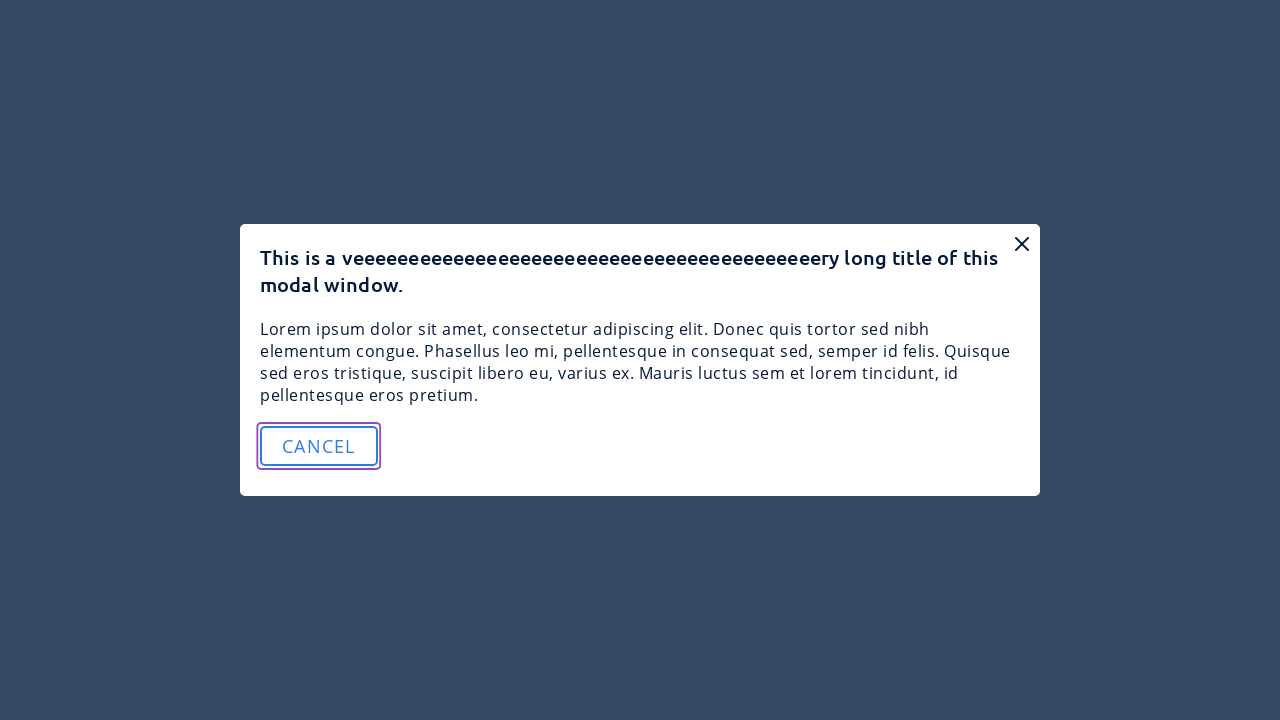 This is a veeeeeeeeeeeeeeeeeeeeeeeeeeeeeeeeeeeeeeeeeery long title of this
modal window.
Lorem ipsum dolor sit amet, consectetur adipiscing elit. Donec quis tortor sed nibh
elementum congue. Phasellus leo mi, pellentesque in consequat sed, semper id felis. Quisque
sed eros tristique, suscipit libero eu, varius ex. Mauris luctus sem et lorem tincidunt, id
pellentesque eros pretium.
CANCEL